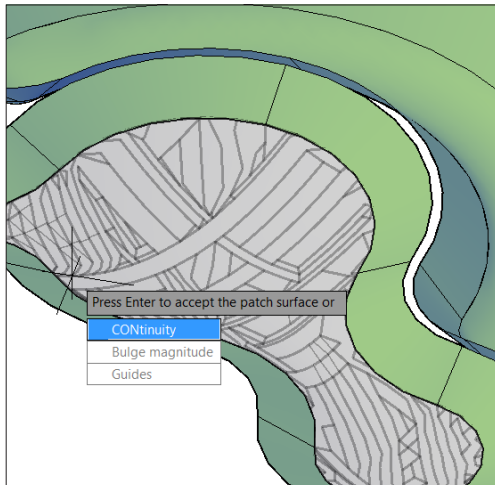 Press Enter to accept the patch surface or
CONtinuity
Bulge magnitude
Guides